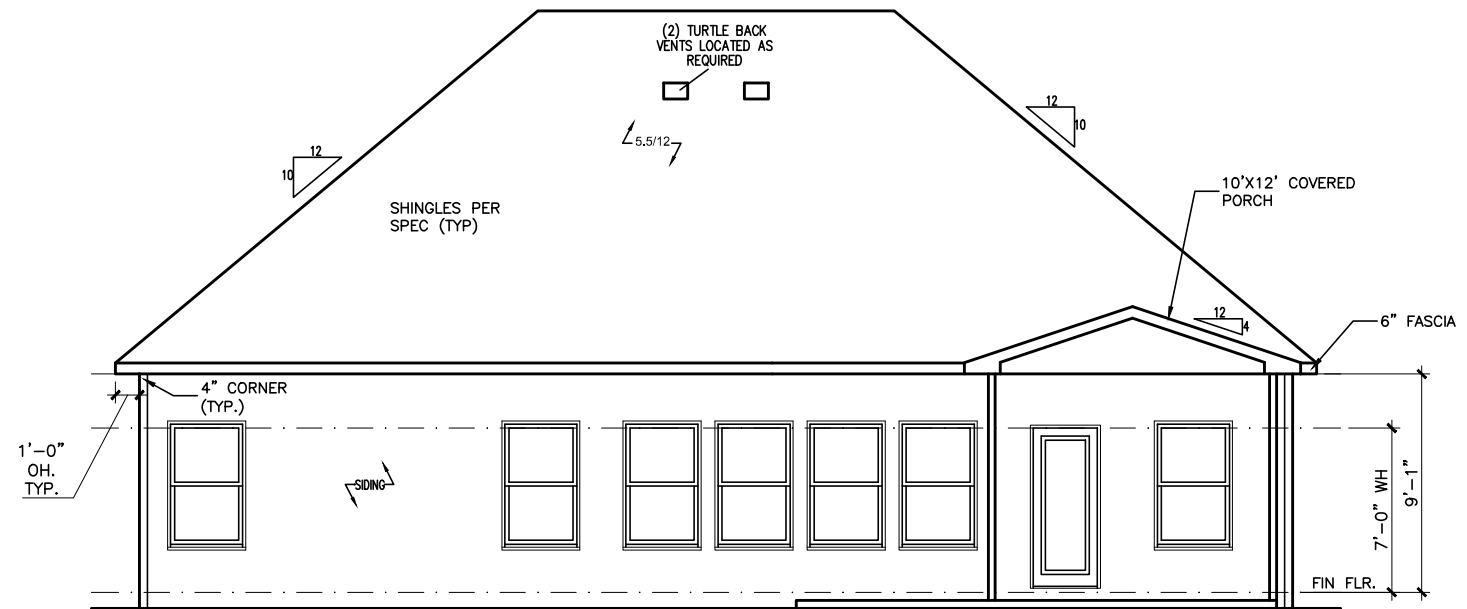 (2) TURTLE BACK
VENTS LOCATED AS
REQUIRED
12
10
5.5/12
12
10
SHINGLES PER
SPEC (TYP)
10'X12' COVERED
PORCH
12
4
6" FASCIA
4" CORNER
(TYP.)
1'-0"
OH.
TYP.
SIDING
7'-0" WH
9'-1"
FIN FLR.